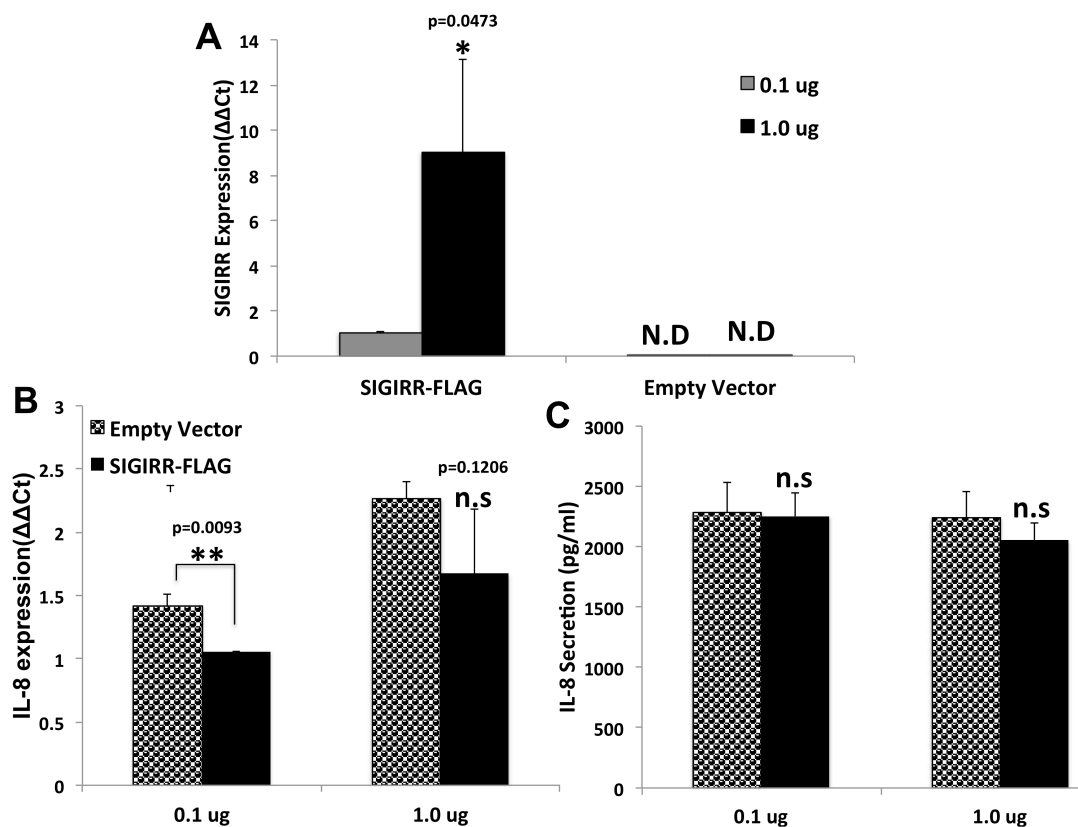 A
p=0.0473
*
14
12
10
8
6
4
2
0
SIGIRR Expression(ΔΔCt)
0.1 ug
1.0 ug
N.D
N.D
SIGIRR-FLAG
Empty Vector
B
3
2.5
2
1.5
1
0.5
0
IL-8 expression(ΔΔCt)
Empty Vector
SIGIRR-FLAG
p=0.0093
**
p=0.1206
n.s
0.1 ug
1.0 ug
C
3000
2500
2000
1500
1000
500
0
IL-8 Secretion (pg/ml)
n.s
n.s
0.1 ug
1.0 ug